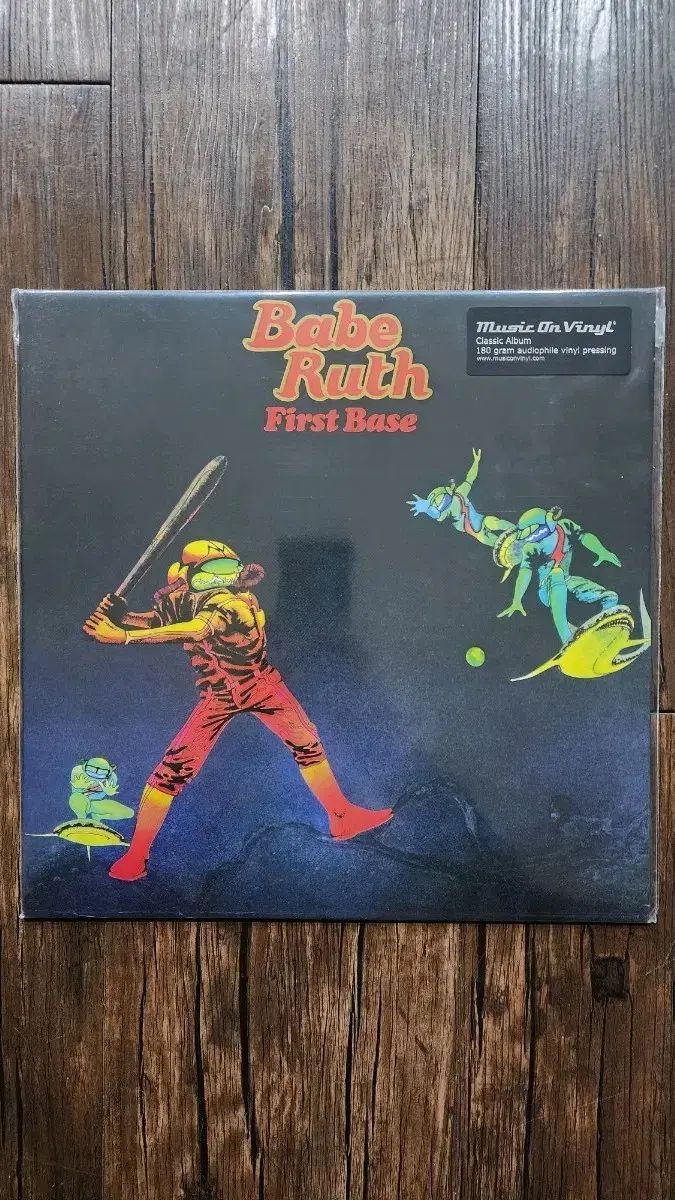 Babe
Ruth
First Base
Music On Vinyl®
Classic Album
180 gram audiophile vinyl pressing
www.musiconvinyl.com